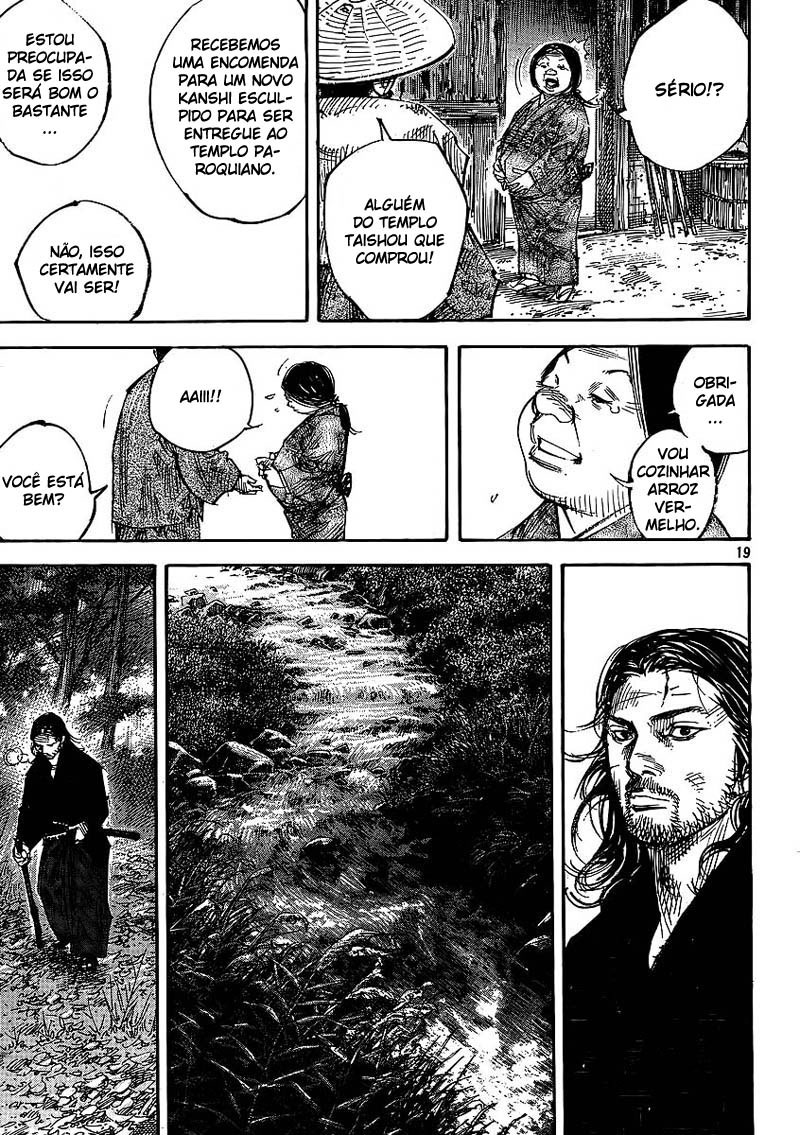 SÉRIO!?
ALGUÉM
DO TEMPLO
TAISHOU QUE
COMPROU!
RECEBEMOS
UMA ENCOMENDA
PARA UM NOVO
KANSHI ESCUL-
PIDO PARA SER
ENTREGUE AO
TEMPLO PA-
ROQUIANO.
ESTOU
PREOCUPA-
DA SE ISSO
SERÁ BOM O
BASTANTE
...
NÃO, ISSO
CERTAMENTE
VAI SER!
OBRI-
GADA
...
VOU
COZINHAR
ARROZ
VER-
MELHO.
AAIII!!
VOCÊ ESTÁ
BEM?
19